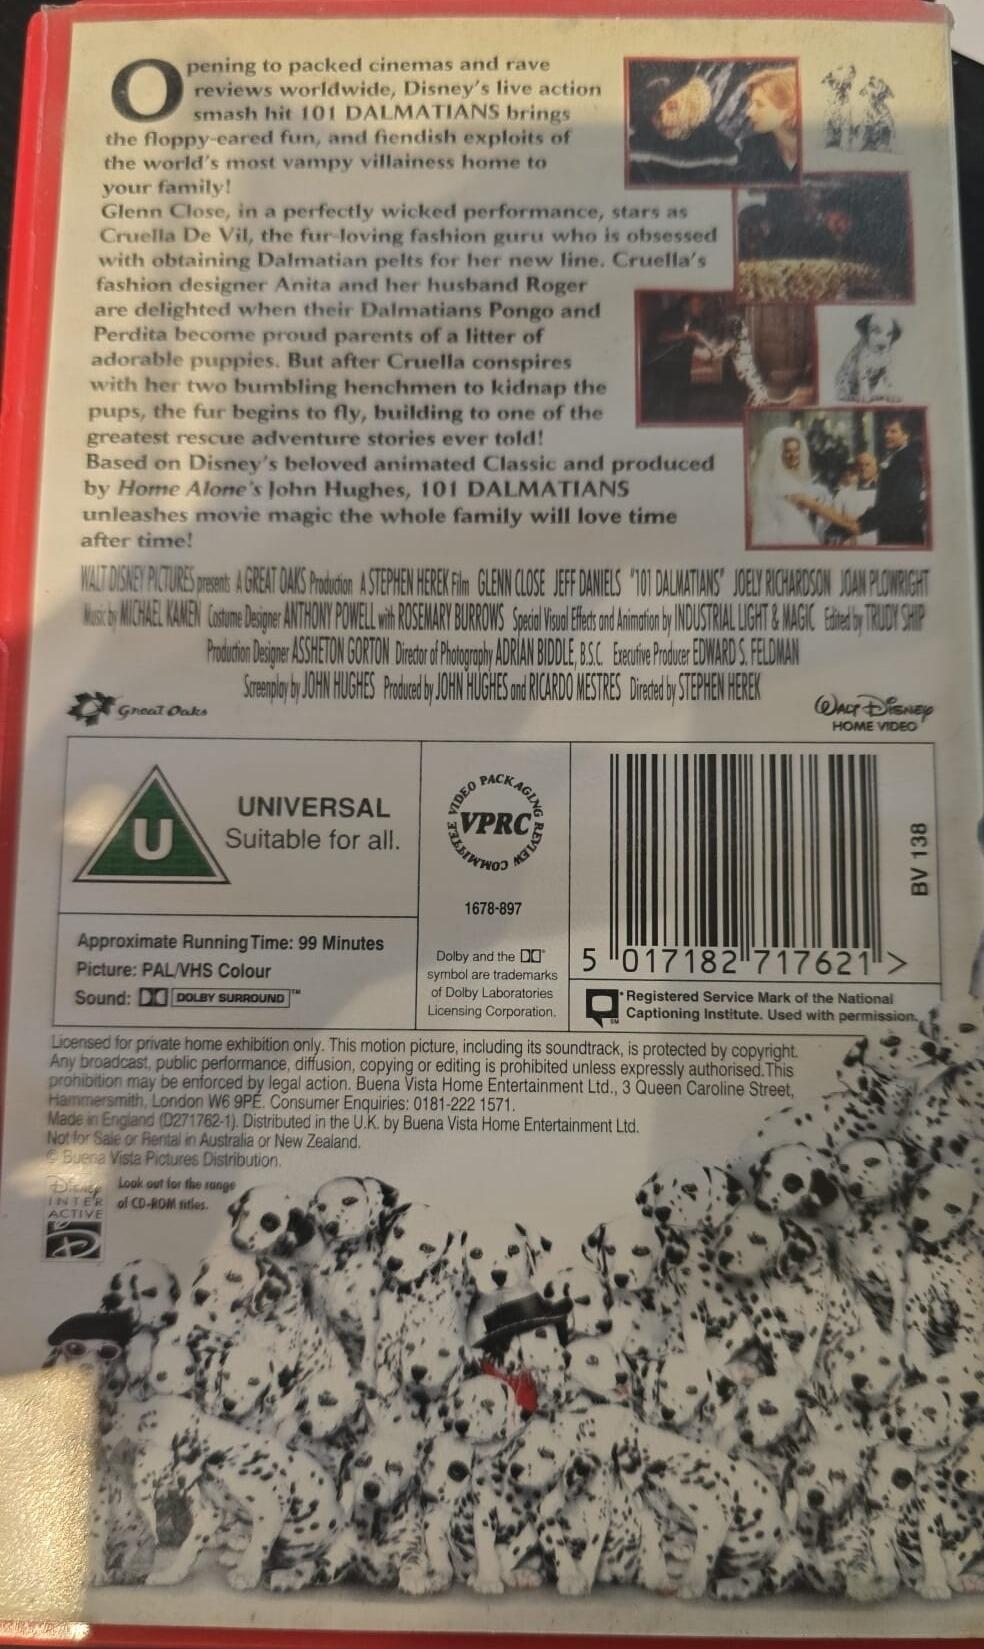 Opening to packed cinemas and rave
reviews worldwide, Disney's live action
smash hit 101 DALMATIANS brings
the floppy-eared fun, and fiendish exploits of
the world's most vampy villainess home to
your family!
Glenn Close, in a perfectly wicked performance, stars as
Cruella De Vil, the fur-loving fashion guru who is obsessed
with obtaining Dalmatian pelts for her new line. Cruella's
fashion designer Anita and her husband Roger
are delighted when their Dalmatians Pongo and
Perdita become proud parents of a litter of
adorable puppies. But after Cruella conspires
with her two bumbling henchmen to kidnap the
pups, the fur begins to fly, building to one of the
greatest rescue adventure stories ever told!
Based on Disney's beloved animated Classic and produced
by Home Alone's John Hughes, 101 DALMATIANS
unleashes movie magic the whole family will love time
after time!
WALT DISNEY PICTURES presents A GREAT OAKS Production A STEPHEN HEREK Film GLENN CLOSE JEFF DANIELS "101 DALMATIANS" JOELY RICHARDSON JOAN PLOWRIGHT
Music by MICHAEL KAMEN Costume Designer ANTHONY POWELL with ROSEMARY BURROWS Special Visual Effects and Animation by INDUSTRIAL LIGHT & MAGIC Edited by TRUDY SHIP
Production Designer ASSHETON GORTON Director of Photography ADRIAN BIDDLE, B.S.C. Executive Producer EDWARD S. FELDMAN
Screenplay by JOHN HUGHES Produced by JOHN HUGHES and RICARDO MESTRES Directed by STEPHEN HEREK
Great Oaks
WALT DISNEY
HOME VIDEO
U
UNIVERSAL
Suitable for all.
Approximate Running Time: 99 Minutes
Picture: PAL/VHS Colour
Sound: DOLBY SURROUND™
VIDEO PACKAGING REVIEW COMMITTEE
VPRC
1678-897
Dolby and the
symbol are trademarks
of Dolby Laboratories
Licensing Corporation.
5 017182 717621 >
BV 138
Registered Service Mark of the National
Captioning Institute. Used with permission.
Licensed for private home exhibition only. This motion picture, including its soundtrack, is protected by copyright.
Any broadcast, public performance, diffusion, copying or editing is prohibited unless expressly authorised.This
prohibition may be enforced by legal action. Buena Vista Home Entertainment Ltd., 3 Queen Caroline Street,
Hammersmith, London W6 9PE. Consumer Enquiries: 0181-222 1571.
Made in England (D271762-1). Distributed in the U.K. by Buena Vista Home Entertainment Ltd.
Not for Sale or Rental in Australia or New Zealand.
© Buena Vista Pictures Distribution.
Disney
INTER
ACTIVE
Look out for the range
of CD-ROM titles.